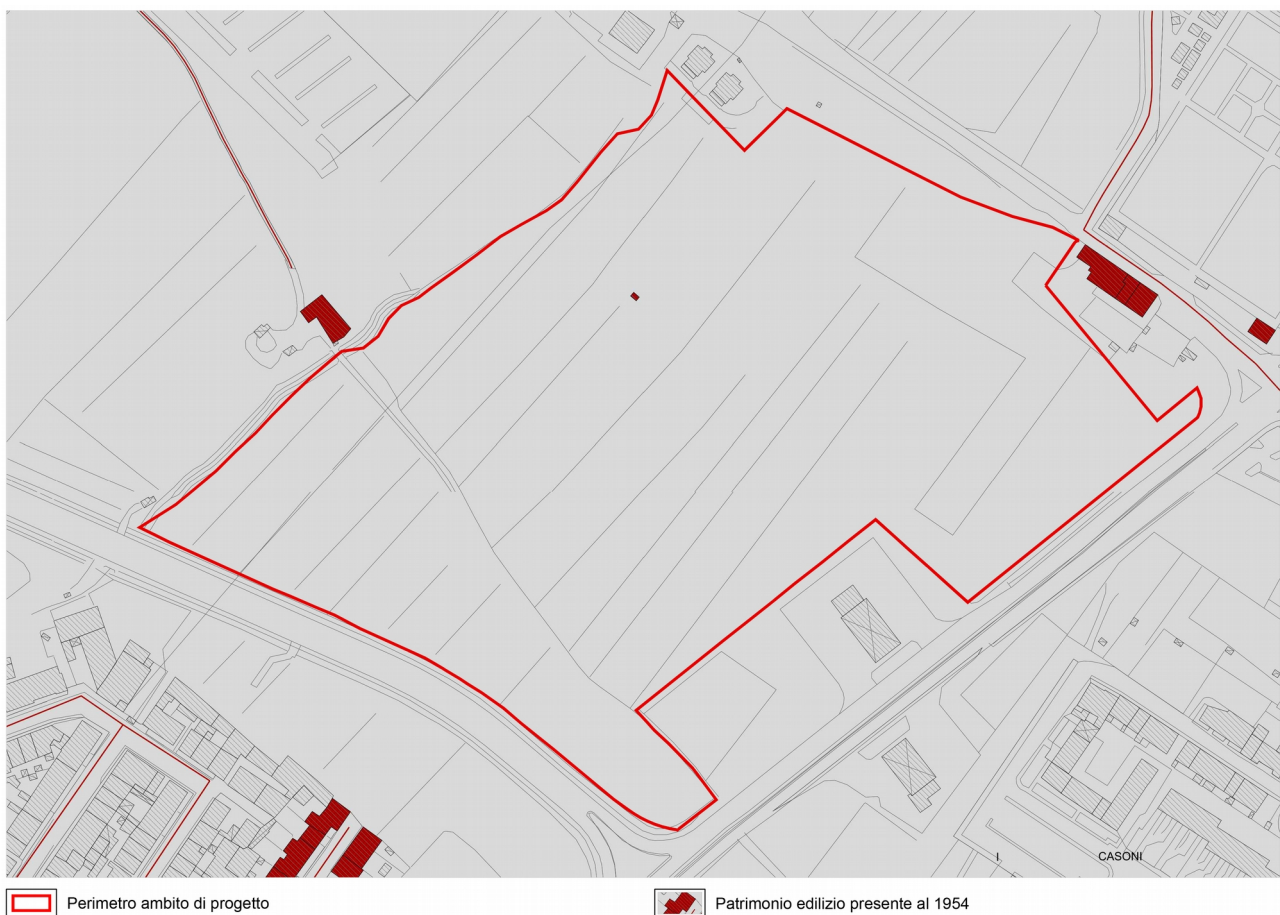 I CASONI
Perimetro ambito di progetto
Patrimonio edilizio presente al 1954